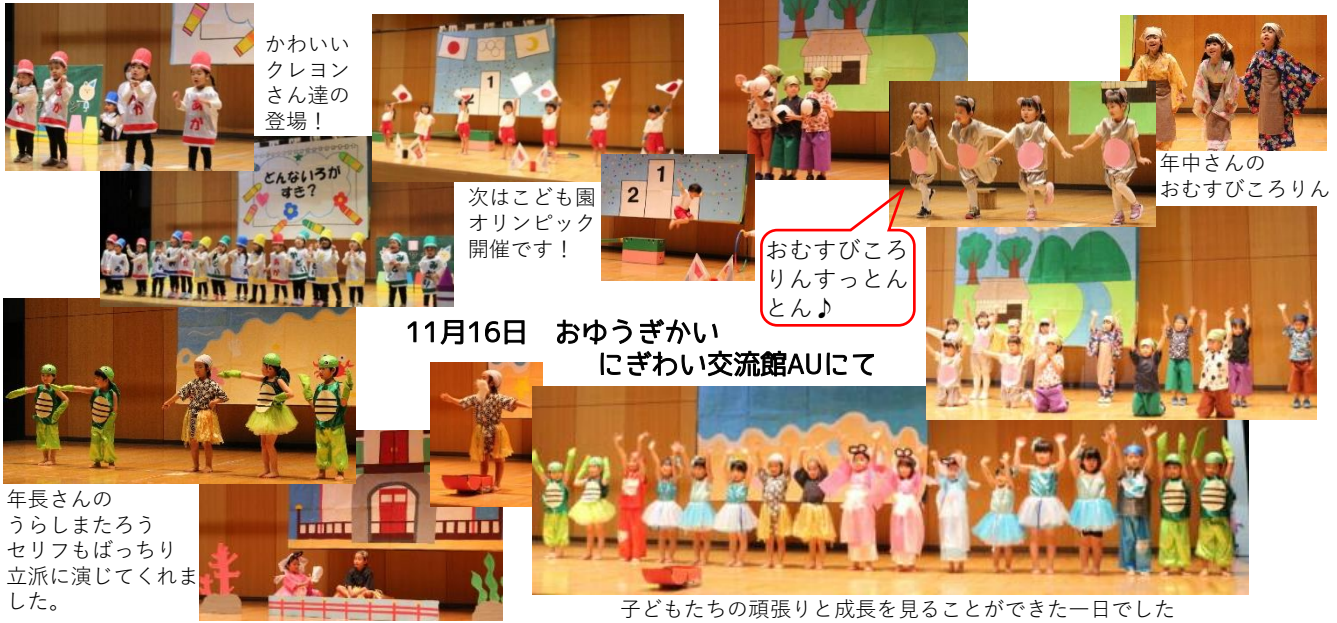 かわいい
クレヨン
さん達の
登場！
どんないろが
すき？
次はこども園
オリンピック
開催です！
1
2
1
年中さんの
おむすびころりん
おむすびころ
りんすっとん
とん♪
11月16日　おゆうぎかい
にぎわい交流館AUにて
年長さんの
うらしまたろう
セリフもばっちり
立派に演じてくれま
した。
子どもたちの頑張りと成長を見ることができた一日でした